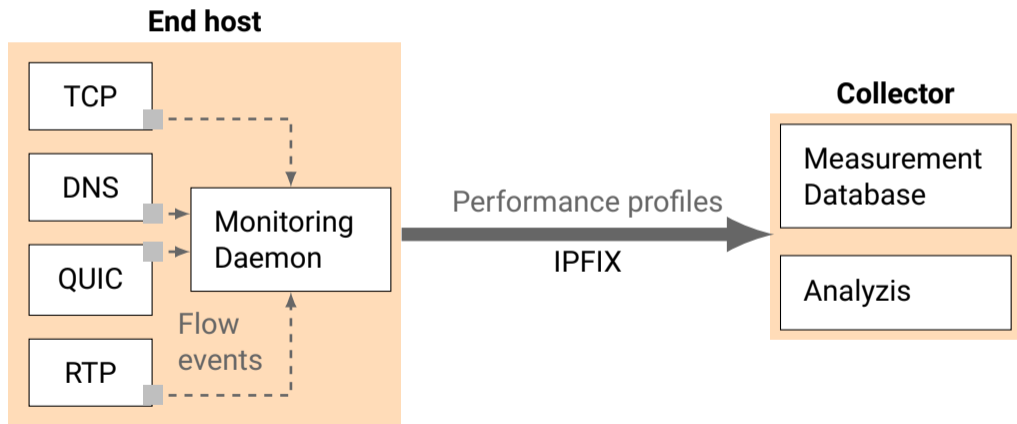 End host
TCP
DNS
QUIC
RTP
Monitoring
Daemon
Flow
events
Performance profiles
IPFIX
Collector
Measurement
Database
Analyzis